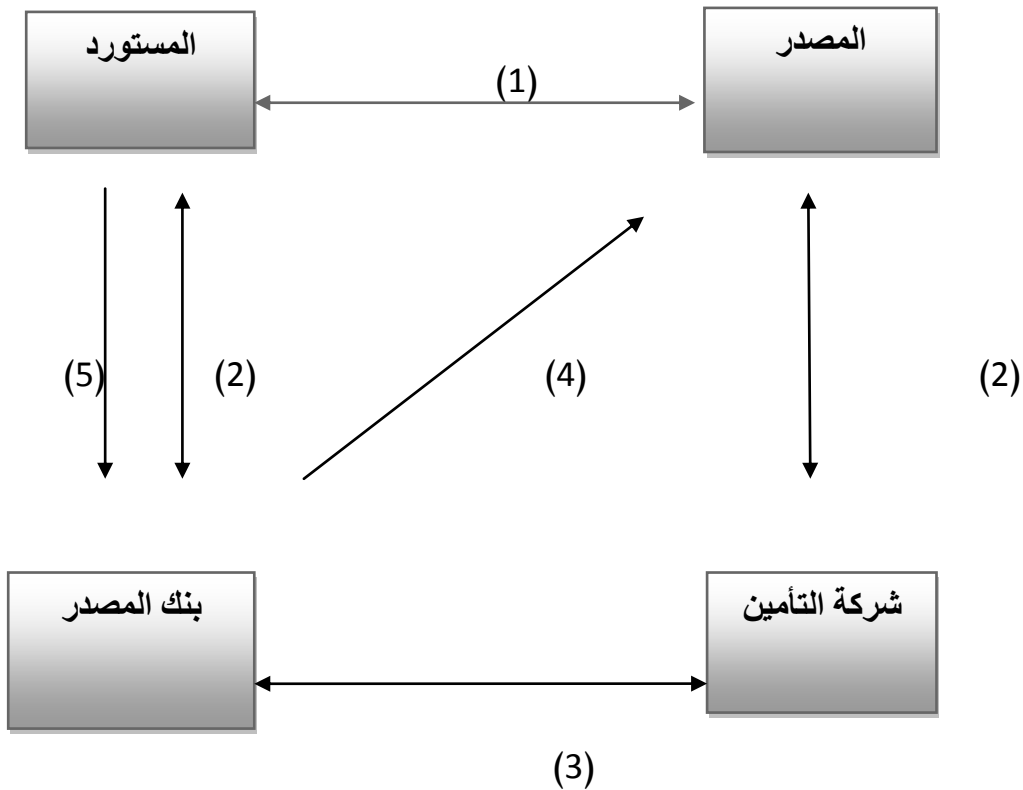 المصدر
المستورد
(1)
(2)
(4)
(2)
(5)
شركة التأمين
بنك المصدر
(3)